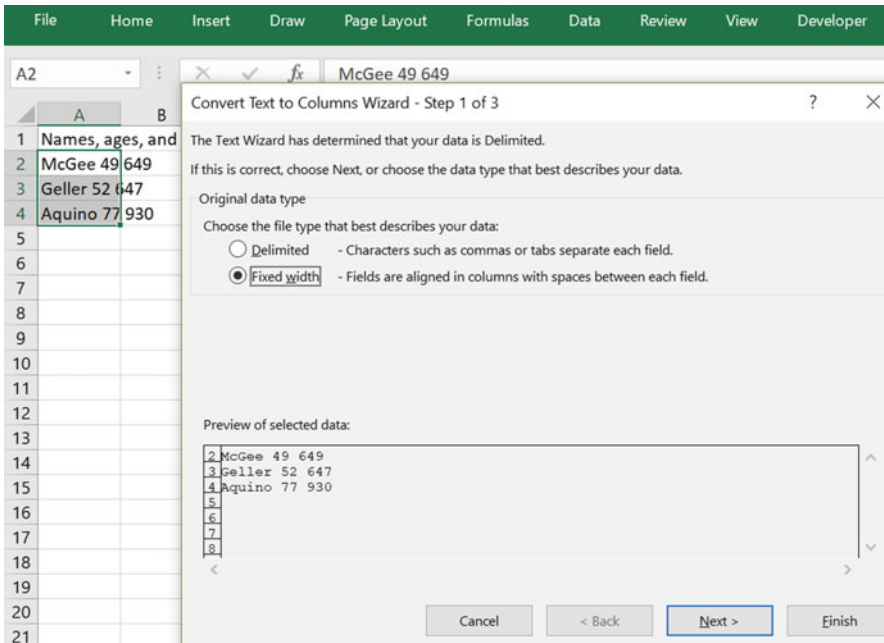 File Home Insert Draw Page Layout Formulas Data Review View Developer
A2 fx McGee 49 649
A B
Convert Text to Columns Wizard - Step 1 of 3 ? ×
1 Names, ages, and
2 McGee 49 649
3 Geller 52 647
4 Aquino 77 930
5
6
7
8
9
10
11
12
13
14
15
16
17
18
19
20
21
The Text Wizard has determined that your data is Delimited.
If this is correct, choose Next, or choose the data type that best describes your data.
Original data type
Choose the file type that best describes your data:
Delimited - Characters such as commas or tabs separate each field.
Fixed width - Fields are aligned in columns with spaces between each field.
Preview of selected data:
2 McGee 49 649
3 Geller 52 647
4 Aquino 77 930
5
6
7
8
Cancel < Back Next > Finish